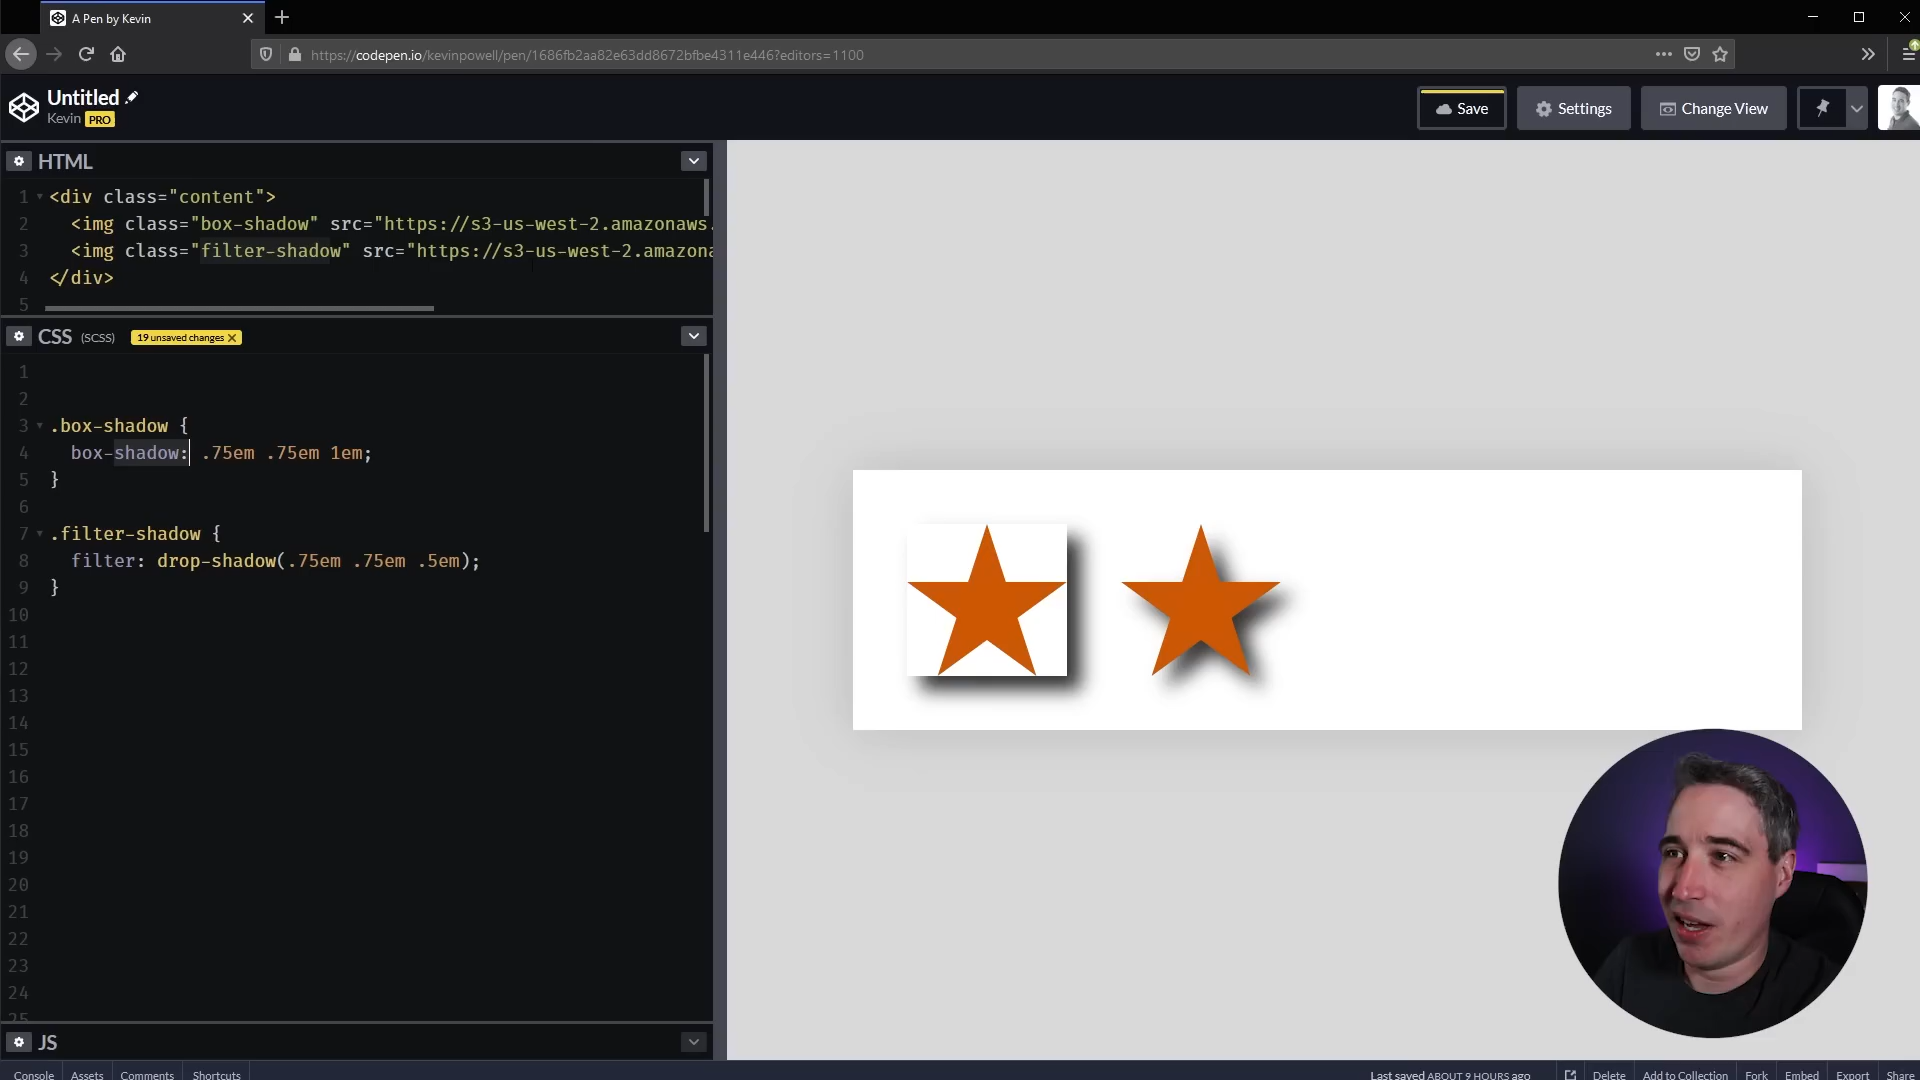 A Pen by Kevin
https://codepen.io/kevinpowell/pen/1686fb2aa82e63dd8672bfbe4311e446?editors=1100
Untitled
Kevin PRO
Save
Settings
Change View
HTML
1 <div class="content">
2 <img class="box-shadow" src="https://s3-us-west-2.amazonaws.
3 <img class="filter-shadow" src="https://s3-us-west-2.amazona
4 </div>
5
CSS (SCSS) 19 unsaved changes
1
2
3 .box-shadow {
4 box-shadow: .75em .75em 1em;
5 }
6
7 .filter-shadow {
8 filter: drop-shadow(.75em .75em .5em);
9 }
10
11
12
13
14
15
16
17
18
19
20
21
22
23
24
25
JS
Console Assets Comments Shortcuts
Last saved ABOUT 9 HOURS ago Delete Add to Collection Fork Embed Export Share